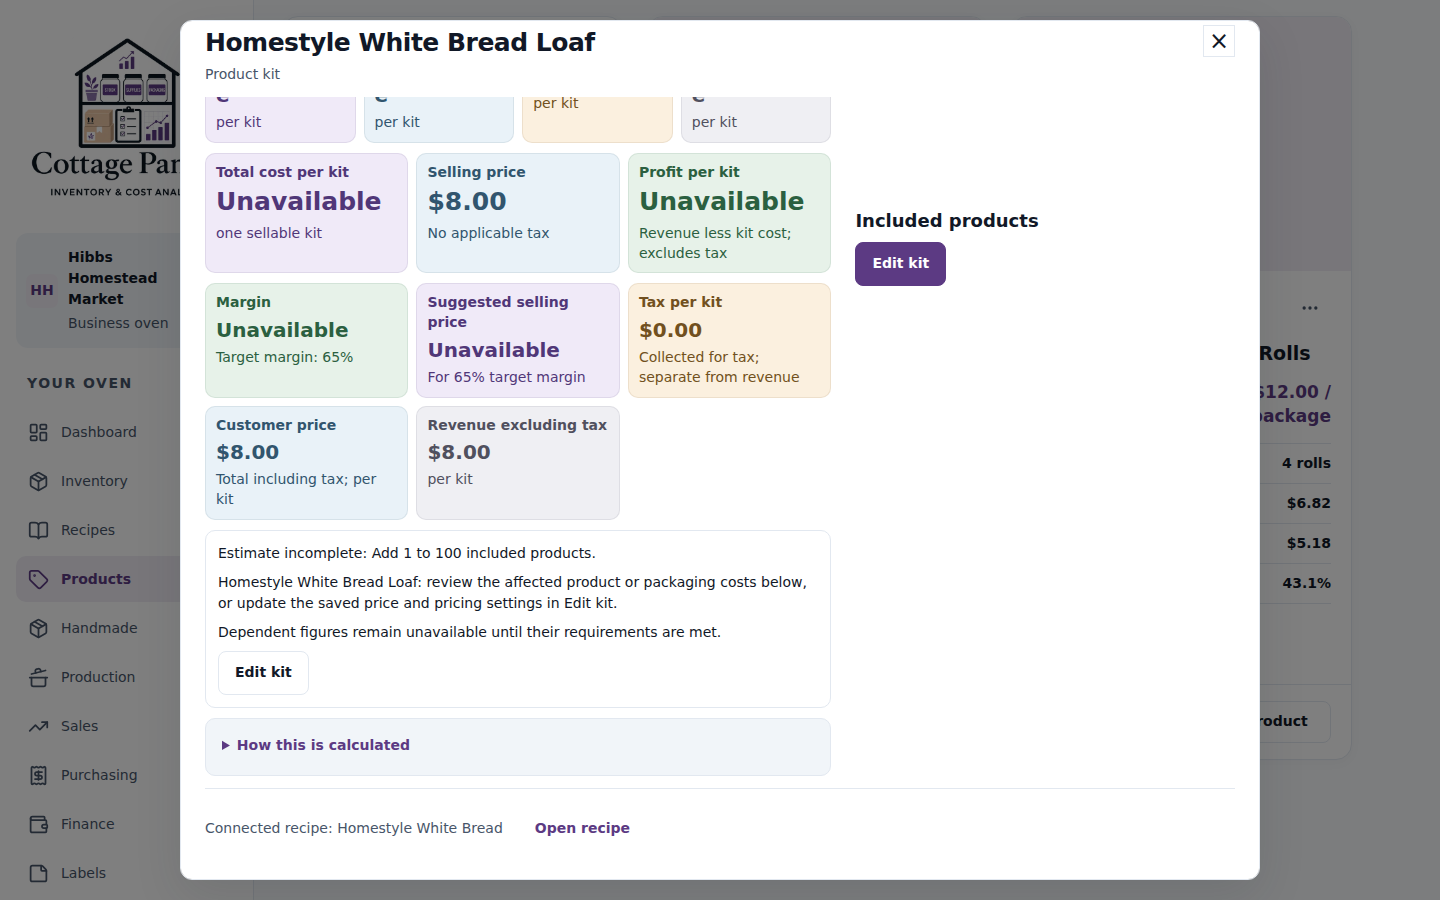 Homestyle White Bread Loaf
Product kit
per kit
per kit
per kit
per kit
Total cost per kit
Unavailable
one sellable kit
Selling price
$8.00
No applicable tax
Profit per kit
Unavailable
Revenue less kit cost;
excludes tax
Margin
Unavailable
Target margin: 65%
Suggested selling
price
Unavailable
For 65% target margin
Tax per kit
$0.00
Collected for tax;
separate from revenue
Customer price
$8.00
Total including tax; per
kit
Revenue excluding tax
$8.00
per kit
Estimate incomplete: Add 1 to 100 included products.
Homestyle White Bread Loaf: review the affected product or packaging costs below,
or update the saved price and pricing settings in Edit kit.
Dependent figures remain unavailable until their requirements are met.
Edit kit
How this is calculated
Connected recipe: Homestyle White Bread
Open recipe
Included products
Edit kit
Cottage Pan
INVENTORY & COST ANAL
HH
Hibbs
Homestead
Market
Business oven
YOUR OVEN
Dashboard
Inventory
Recipes
Products
Handmade
Production
Sales
Purchasing
Finance
Labels
Rolls
$12.00 /
package
4 rolls
$6.82
$5.18
43.1%
roduct